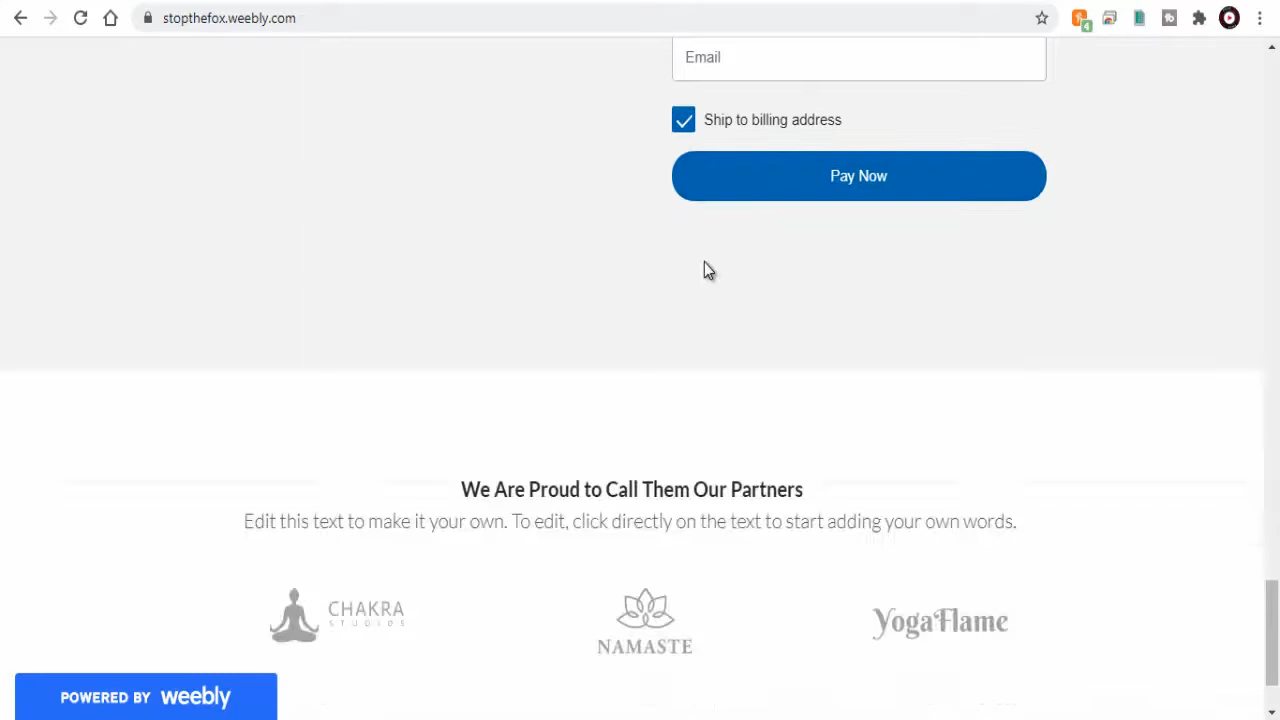 stopthefox.weebly.com
4
Email
Ship to billing address
Pay Now
We Are Proud to Call Them Our Partners
Edit this text to make it your own. To edit, click directly on the text to start adding your own words.
CHAKRA
STUDIOS
NAMASTE
YogaFlame
POWERED BY weebly